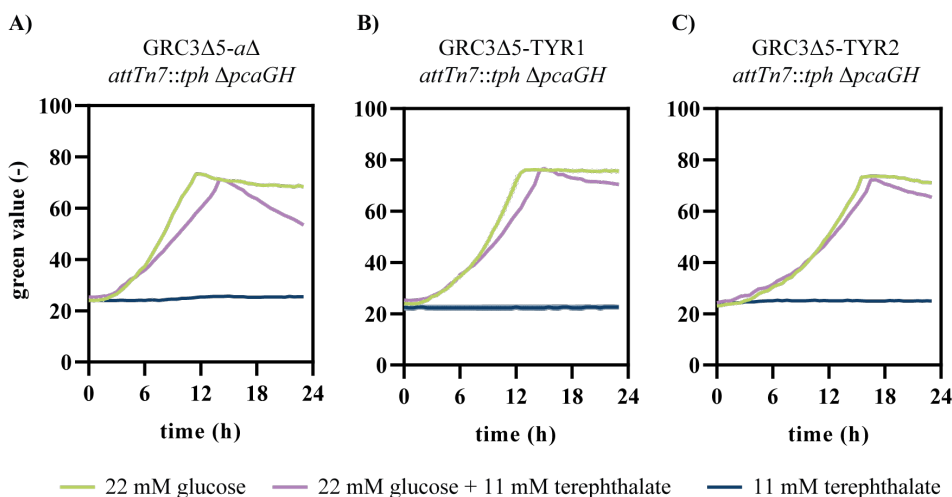 A)
GRC3Δ5-aΔ
attTn7::tph ΔpcaGH
B)
GRC3Δ5-TYR1
attTn7::tph ΔpcaGH
C)
GRC3Δ5-TYR2
attTn7::tph ΔpcaGH
green value (-)
100
80
60
40
20
0
0 6 12 18 24
time (h)
100
80
60
40
20
0
0 6 12 18 24
time (h)
100
80
60
40
20
0
0 6 12 18 24
time (h)
22 mM glucose 22 mM glucose + 11 mM terephthalate 11 mM terephthalate